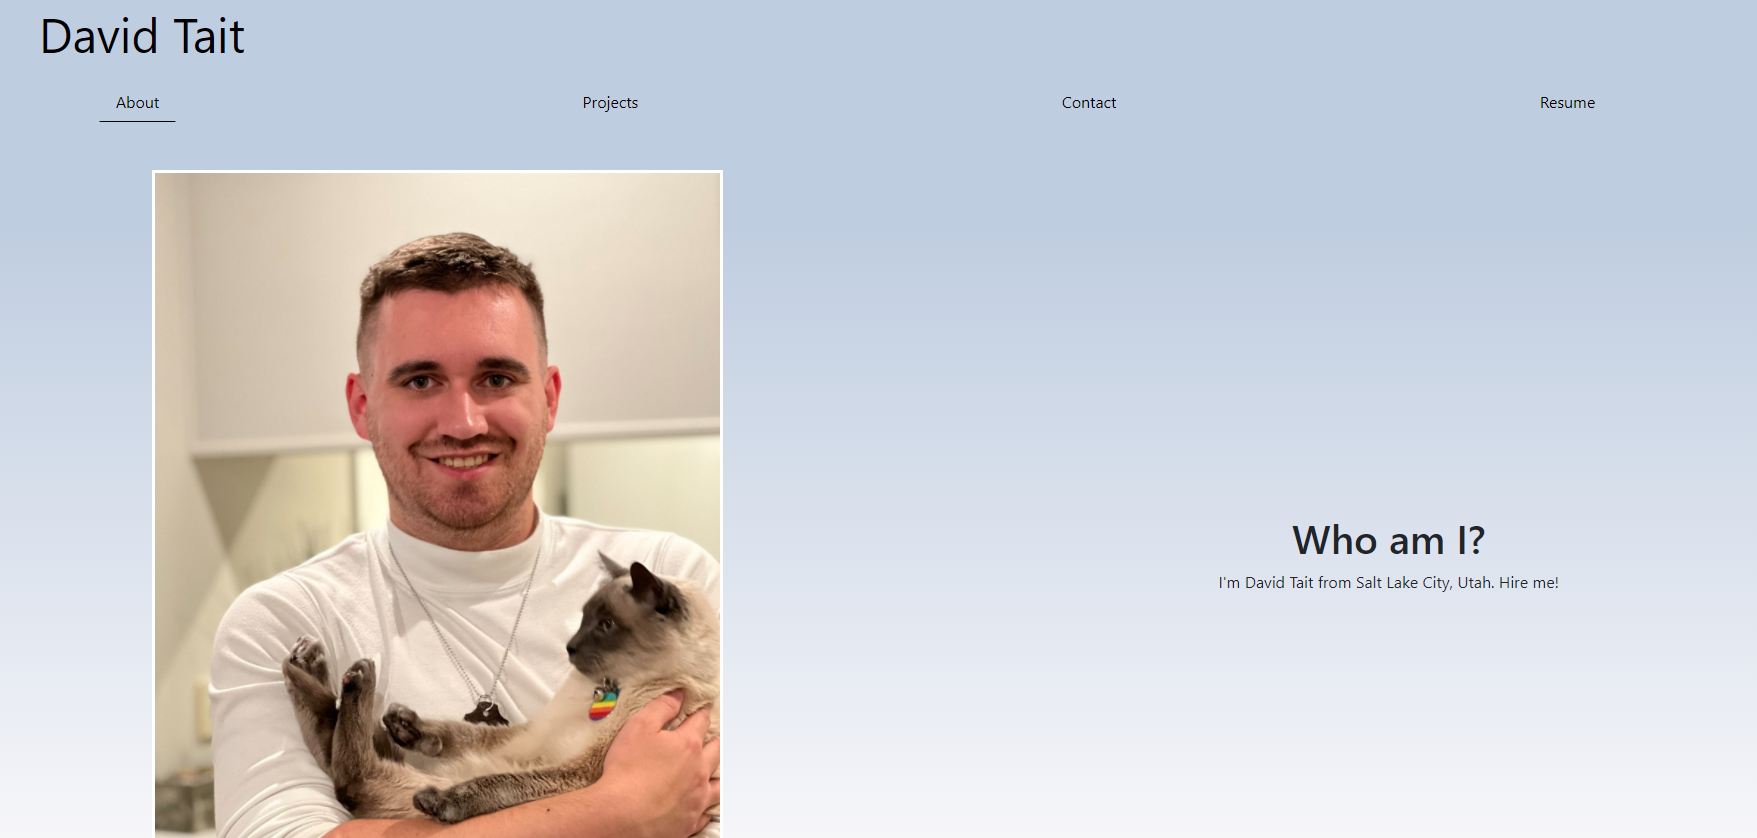 David Tait
About
Projects
Contact
Resume
Who am I?
I'm David Tait from Salt Lake City, Utah. Hire me!